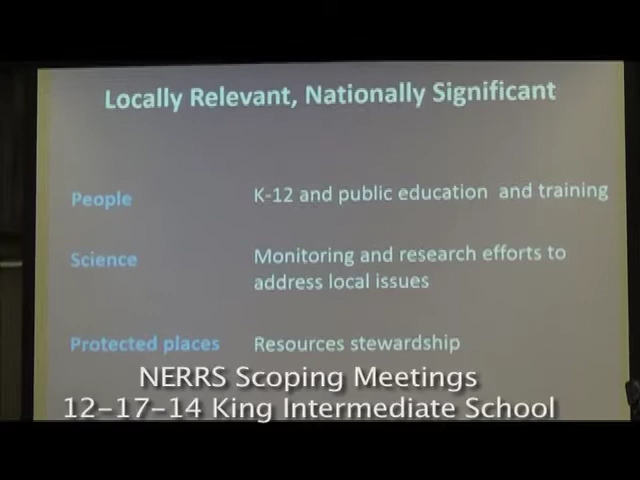 Locally Relevant, Nationally Significant
People
K-12 and public education and training
Science
Monitoring and research efforts to
address local issues
Protected places
Resources stewardship
NERRS Scoping Meetings
12-17-14 King Intermediate School